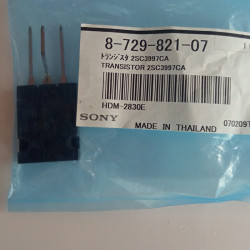 8-729-821-07
トランジスタ 2SC3997CA
TRANSISTOR 2SC3997CA
HDM-2830E
SONY
MADE IN THAILAND
070209T